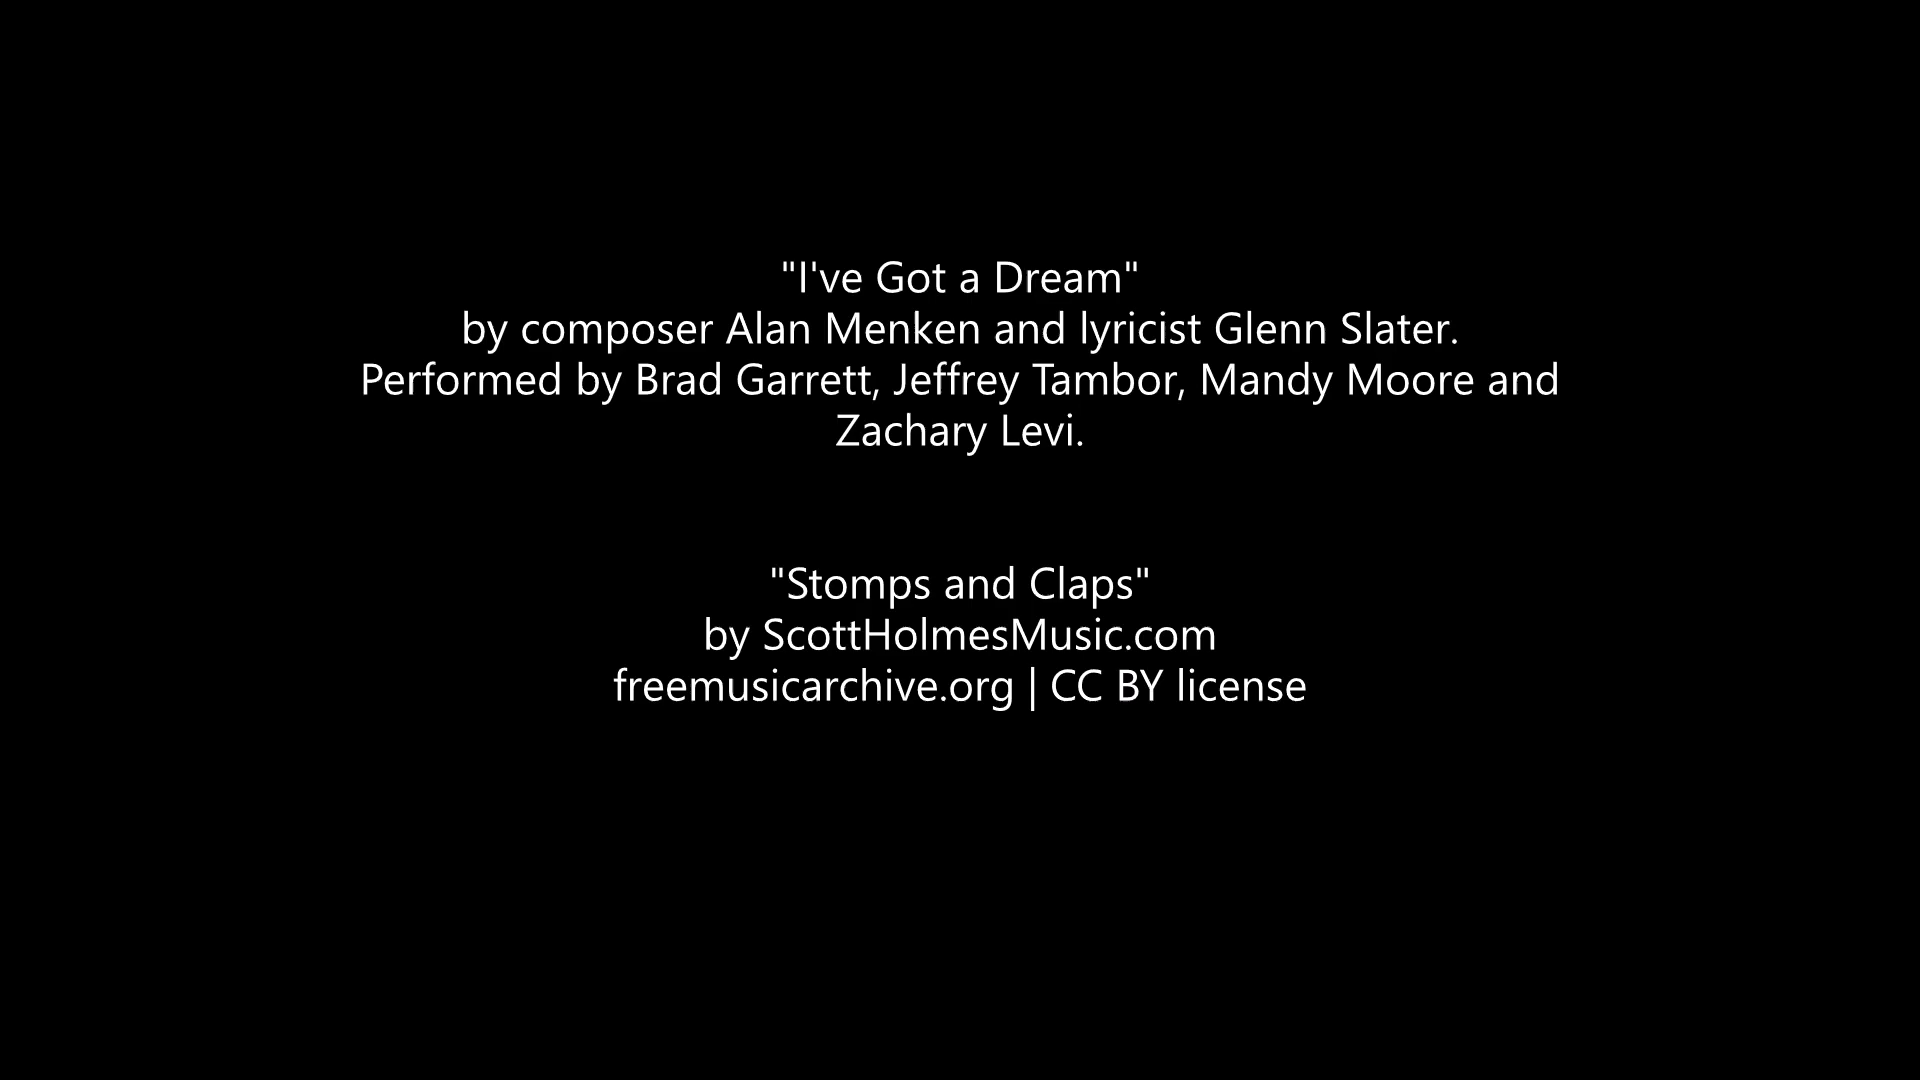 "I've Got a Dream"
by composer Alan Menken and lyricist Glenn Slater.
Performed by Brad Garrett, Jeffrey Tambor, Mandy Moore and
Zachary Levi.
"Stomps and Claps"
by ScottHolmesMusic.com
freemusicarchive.org | CC BY license